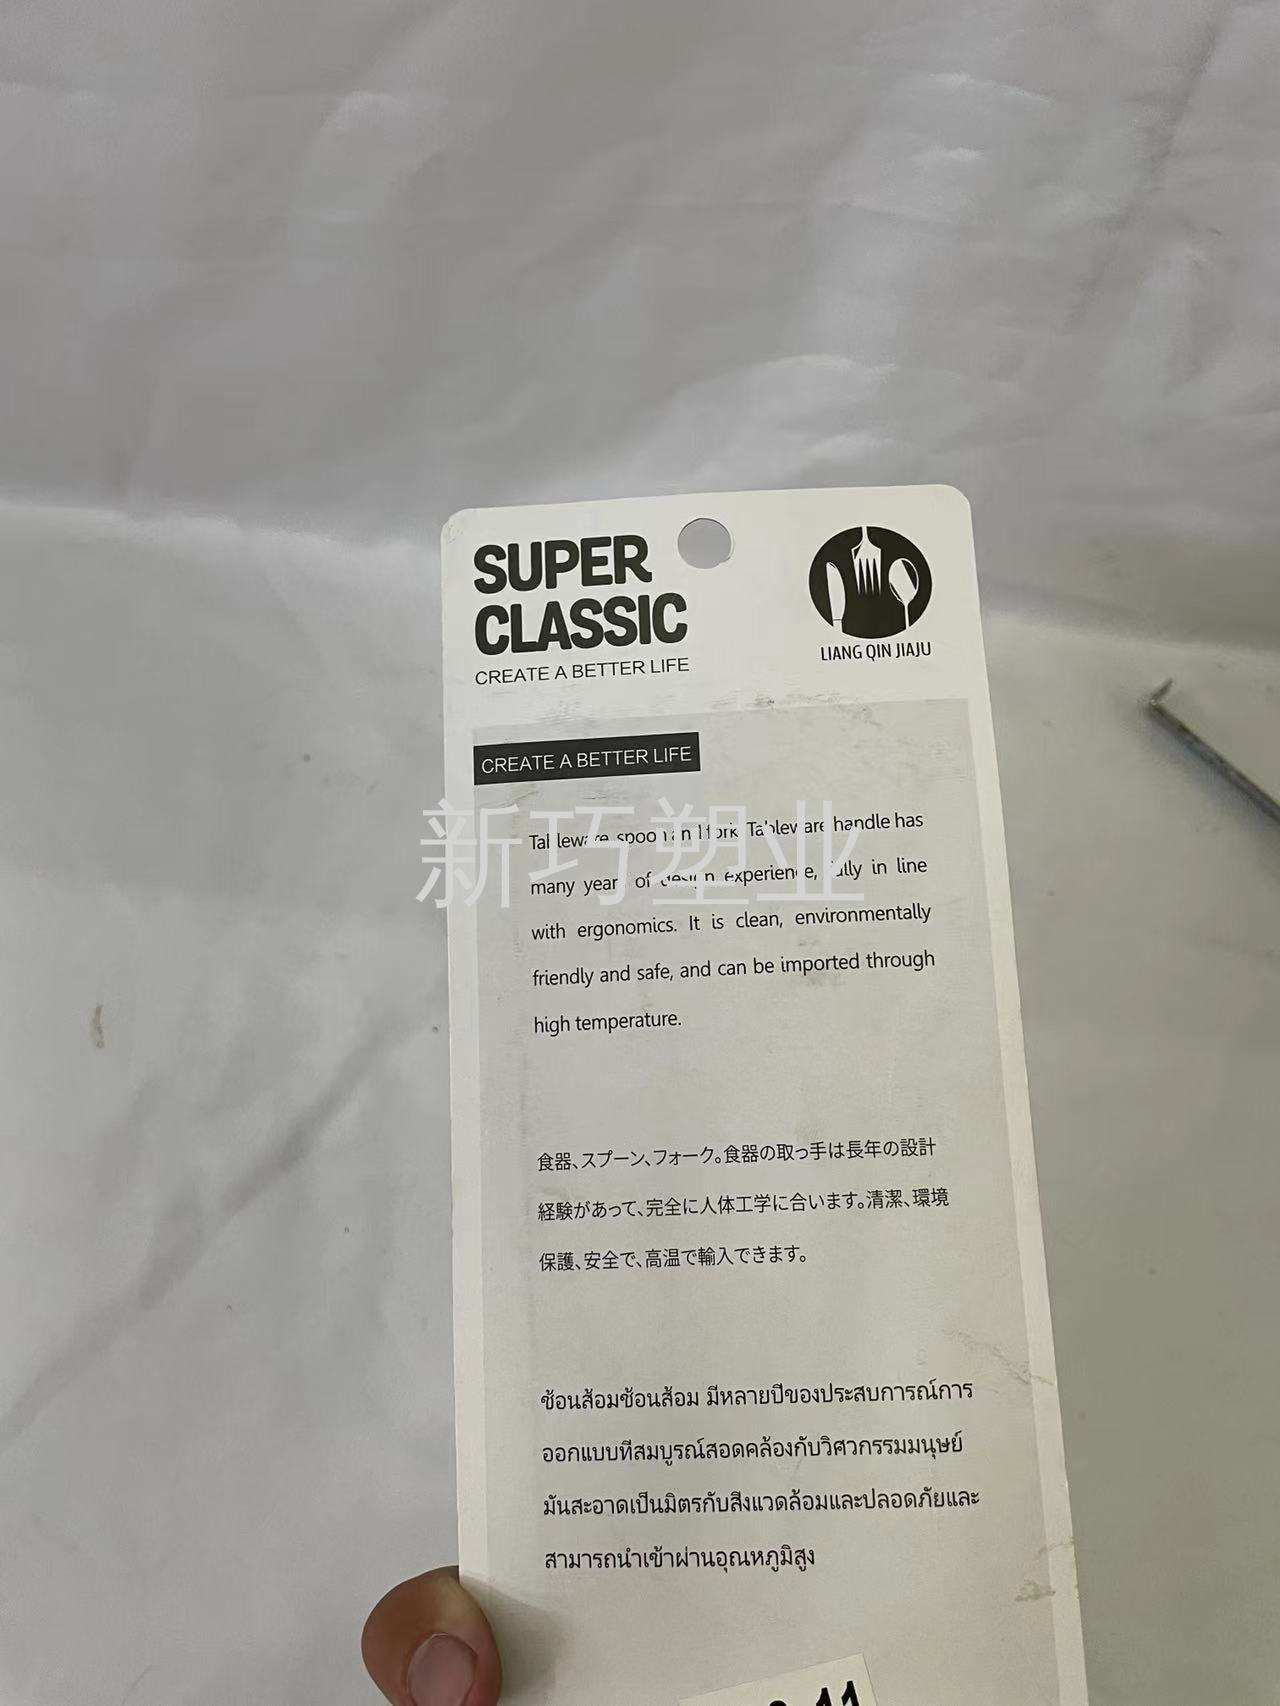 SUPER
CLASSIC
CREATE A BETTER LIFE
LIANG QIN JIAJU
CREATE A BETTER LIFE
新巧塑业
Tableware, spoon and fork. Tableware handle has
many years of design experience, fully in line
with ergonomics. It is clean, environmentally
friendly and safe, and can be imported through
high temperature.
食器、スプーン、フォーク。食器の取っ手は長年の設計
経験があって、完全に人体工学に合います。清潔、環境
保護、安全で、高温で輸入できます。
ช้อนส้อมช้อนส้อม มีหลายปีของประสบการณ์การ
ออกแบบที่สมบูรณ์สอดคล้องกับวิศวกรรมมนุษย์
มันสะอาดเป็นมิตรกับสิ่งแวดล้อมและปลอดภัยและ
สามารถนำเข้าผ่านอุณหภูมิสูง